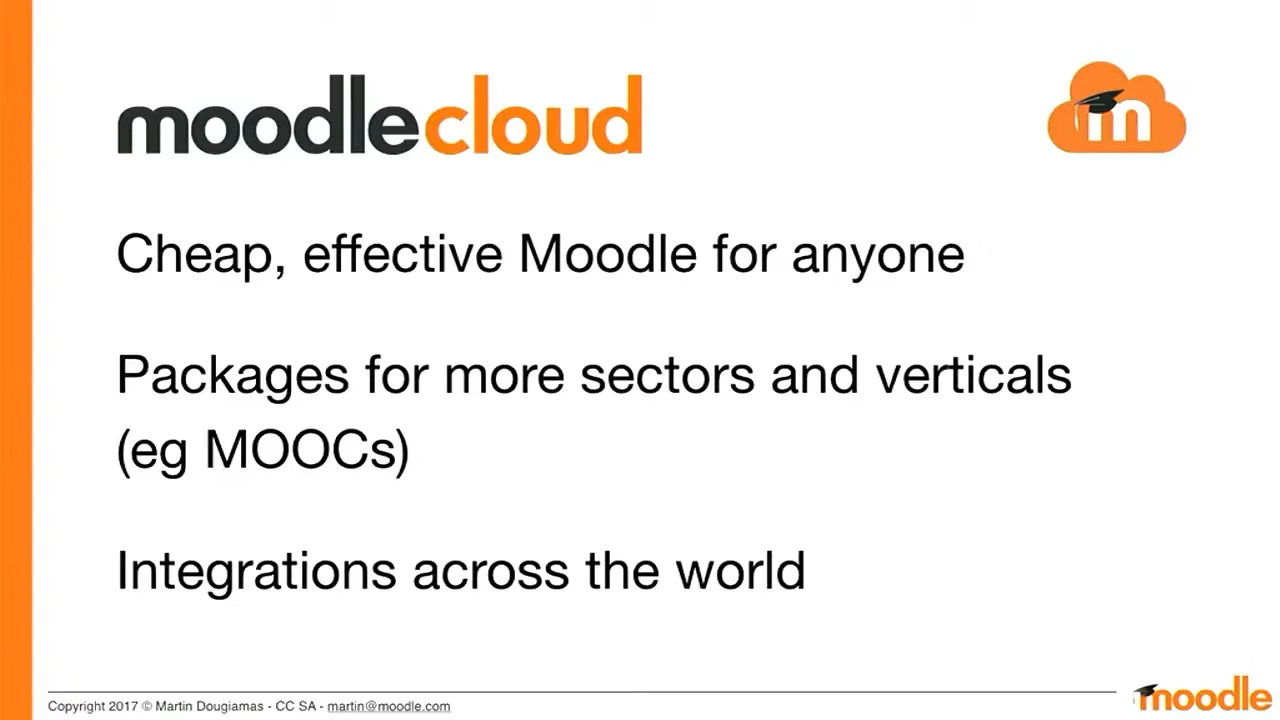 moodlecloud
m
Cheap, effective Moodle for anyone
Packages for more sectors and verticals
(eg MOOCs)
Integrations across the world
Copyright 2017 © Martin Dougiamas - CC SA - martin@moodle.com
moodle